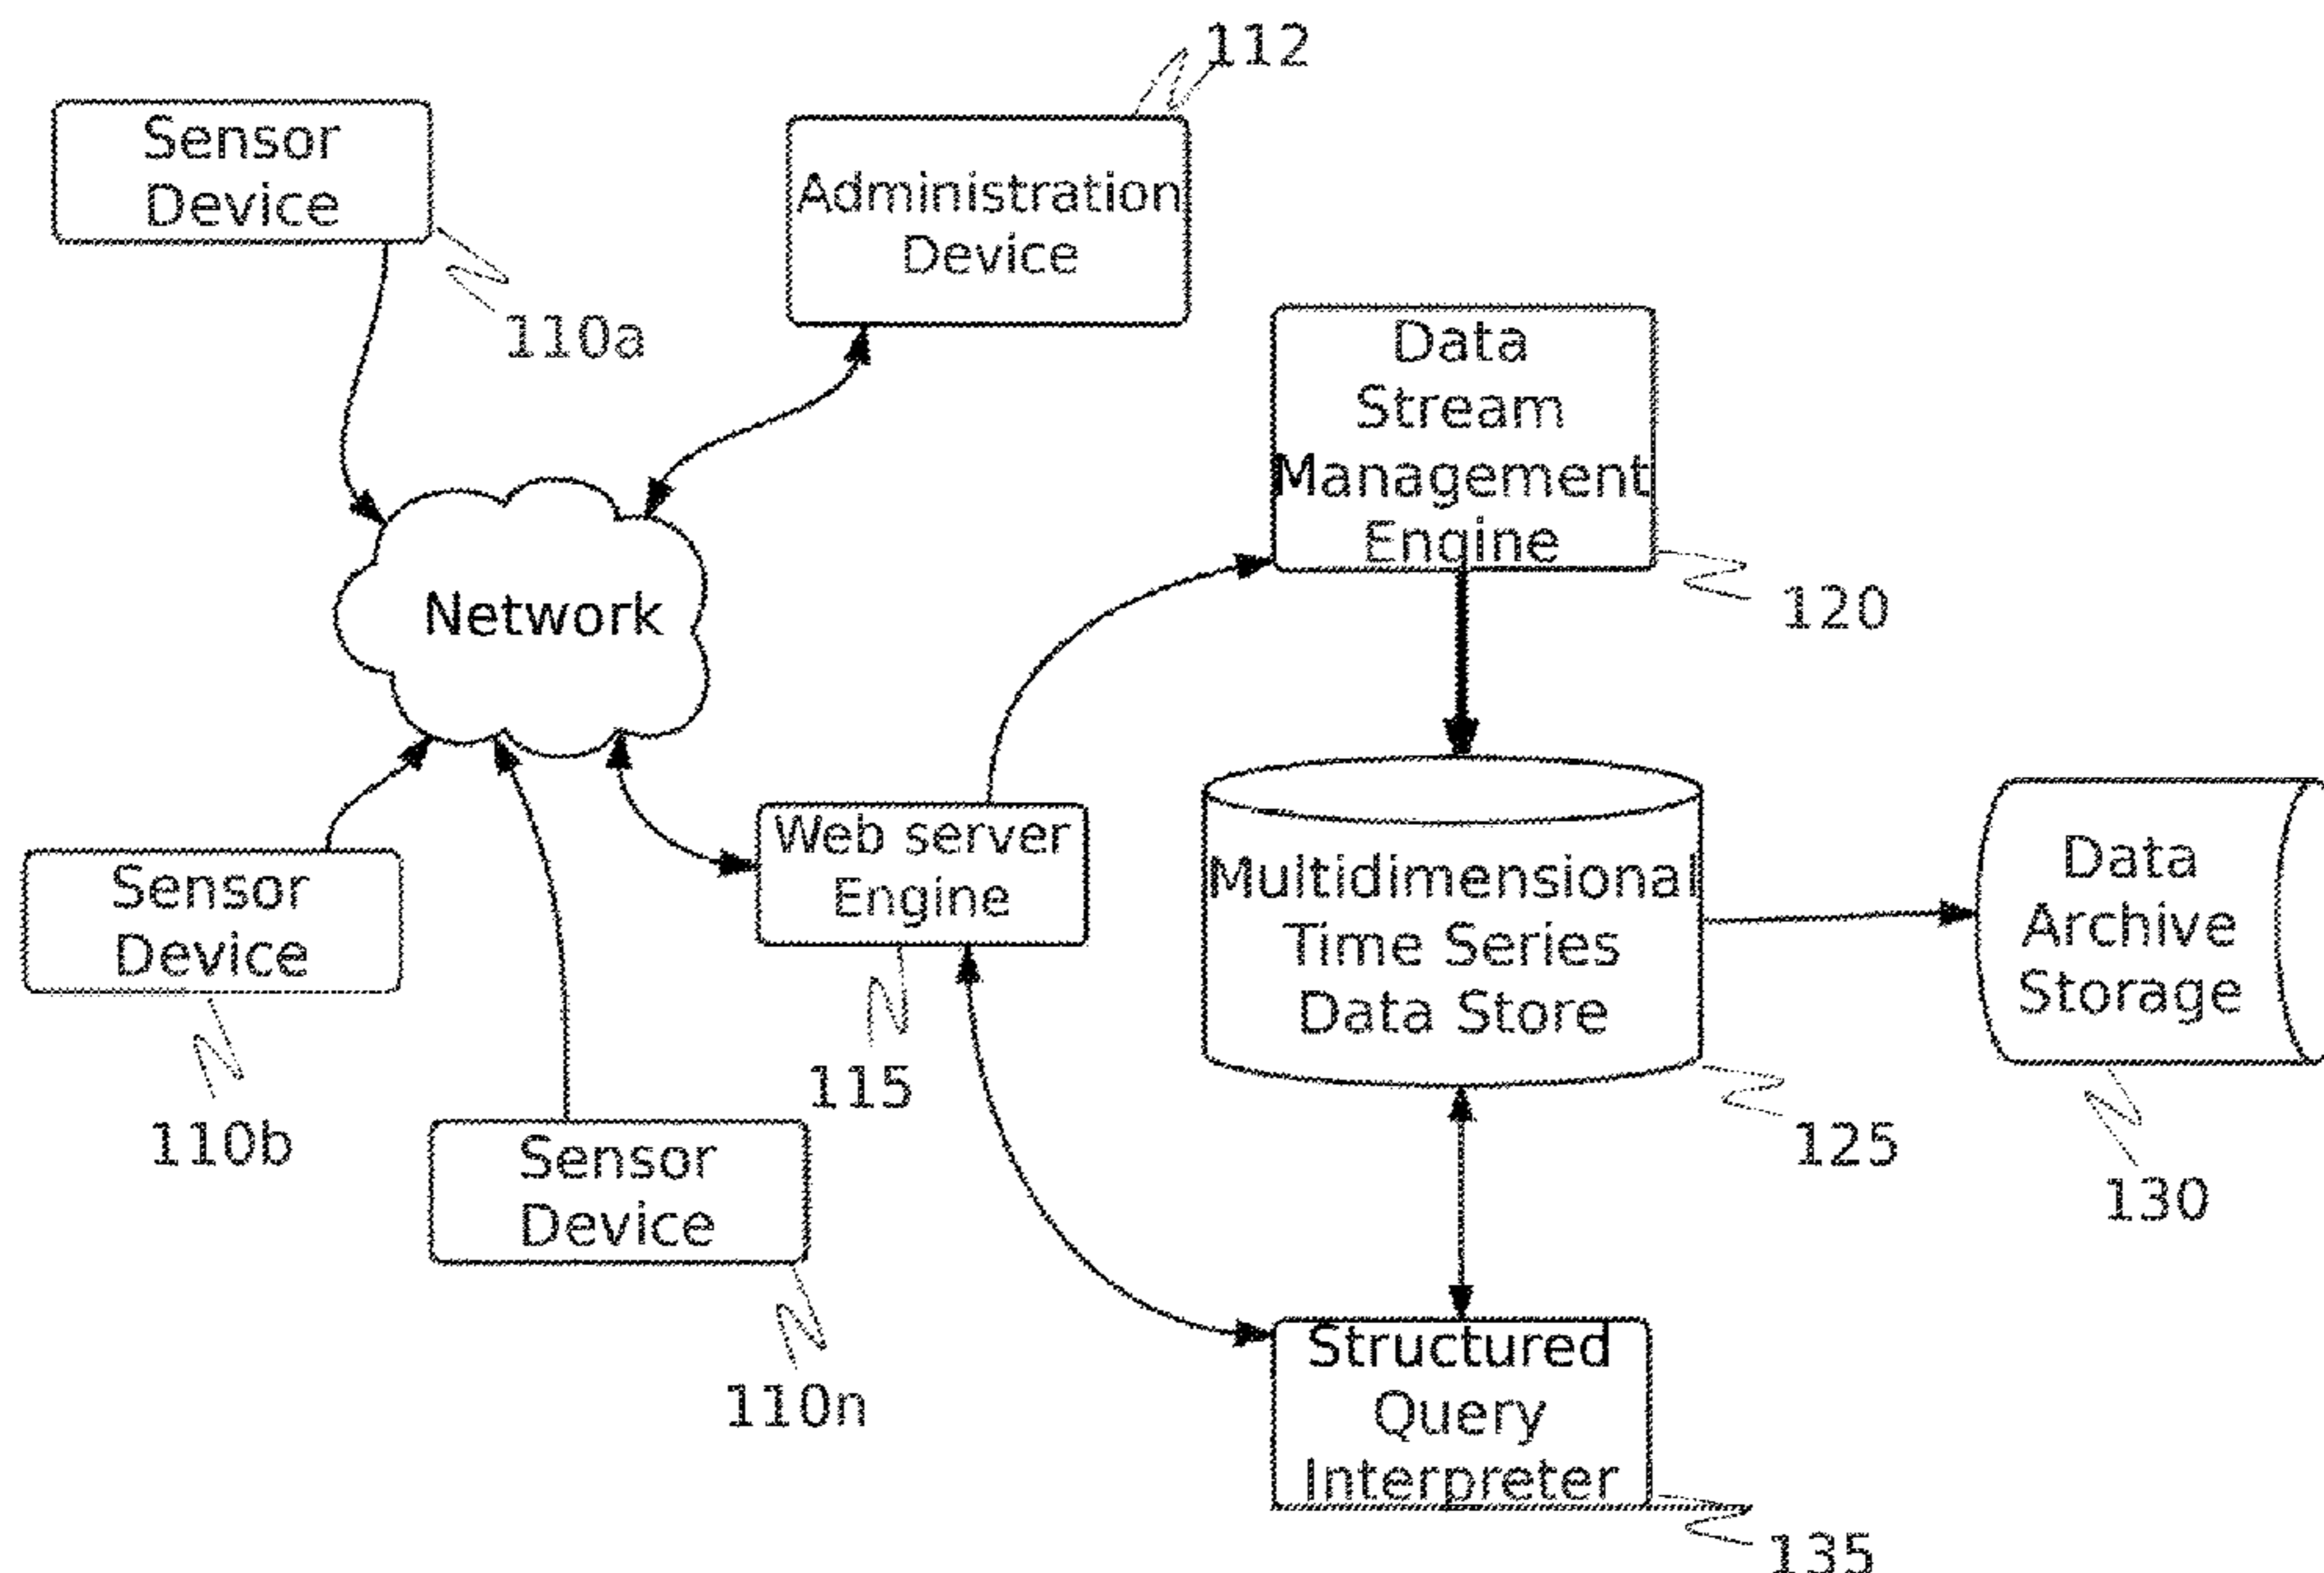 112
Sensor
Device
110a
Administration
Device
Data
Stream
Management
Engine
120
Network
Web server
Engine
115
Multidimensional
Time Series
Data Store
125
Data
Archive
Storage
130
Sensor
Device
110b
Sensor
Device
110n
Structured
Query
Interpreter
135